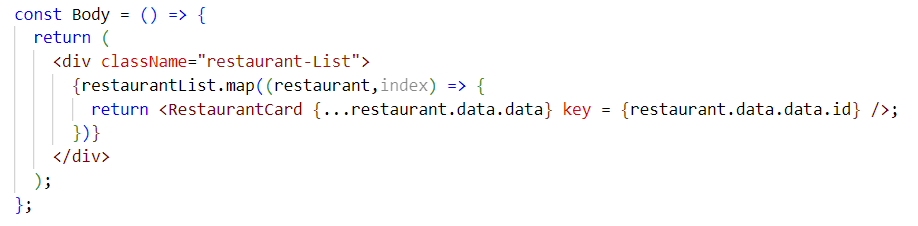 const Body = () => {
  return (
    <div className="restaurant-List">
      {restaurantList.map((restaurant,index) => {
        return <RestaurantCard {...restaurant.data.data} key = {restaurant.data.data.id} />;
      })}
    </div>
  );
};